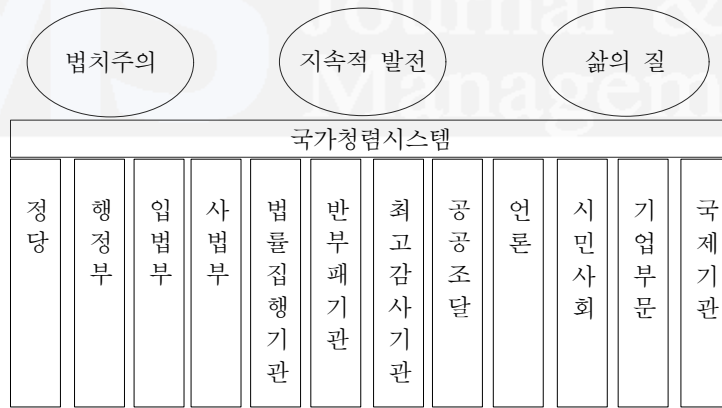 Journal &
Management
법치주의
지속적 발전
삶의 질
국가청렴시스템
정당
행정부
입법부
사법부
법률집행기관
반부패기관
최고감사기관
공공조달
언론
시민사회
기업부문
국제기관